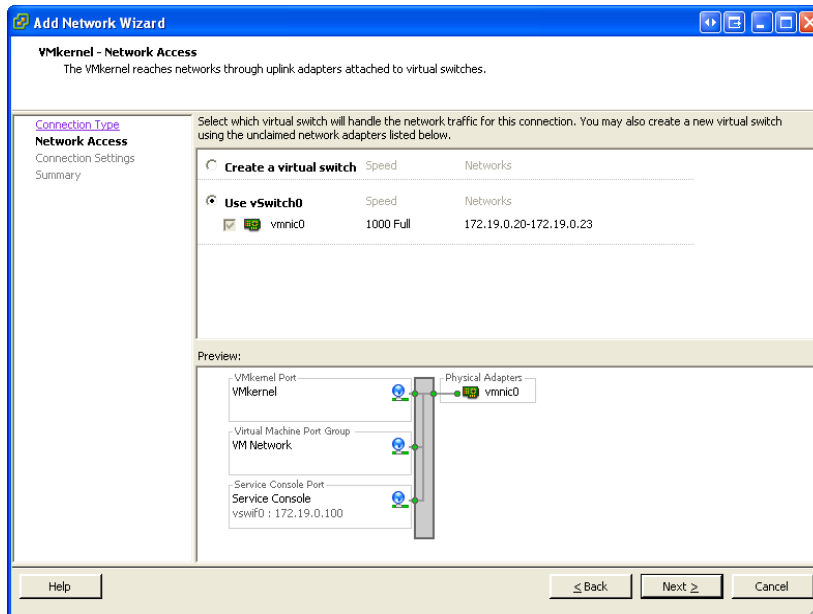 Add Network Wizard
VMkernel - Network Access
The VMkernel reaches networks through uplink adapters attached to virtual switches.
Connection Type
Network Access
Connection Settings
Summary
Select which virtual switch will handle the network traffic for this connection. You may also create a new virtual switch
using the unclaimed network adapters listed below.
Create a virtual switch Speed Networks
Use vSwitch0 Speed Networks
vmnic0 1000 Full 172.19.0.20-172.19.0.23
Preview:
VMkernel Port
VMkernel
Physical Adapters
vmnic0
Virtual Machine Port Group
VM Network
Service Console Port
Service Console
vswif0 : 172.19.0.100
Help
< Back
Next >
Cancel